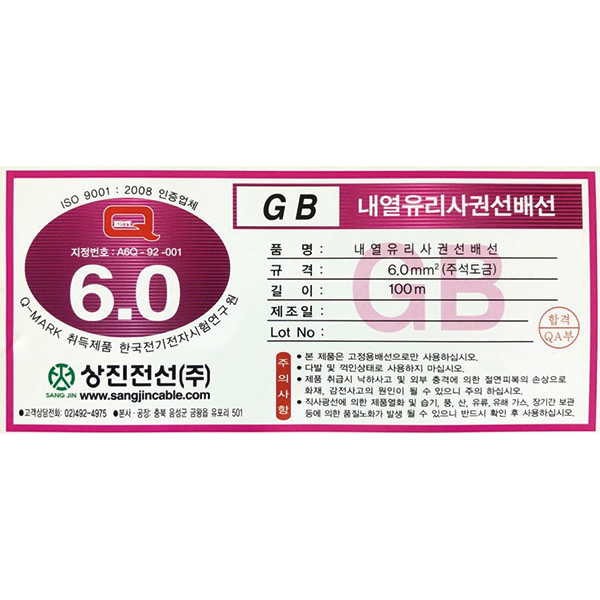 ISO 9001 : 2008 인증업체
Q
지정번호 : A6Q - 92 -001
6.0
Q-MARK 취득제품 한국전기전자시험연구원
상진전선(주)
SANG JIN
www.sangjincable.com
●고객상담전화: 02)492-4975 ●본사 · 공장: 충북 음성군 금왕읍 유포리 501
GB 내열유리사권선배선
GB
품 명 : 내열유리사권선배선
규 격 : 6.0mm² (주석도금)
길 이 : 100m
제조일 :
Lot No :
합격
QA부
주의사항
● 본 제품은 고정용배선으로만 사용하십시오.
● 다발 및 꺽인상태로 사용하지 마십시오.
● 제품 취급시 낙하사고 및 외부 충격에 의한 절연피복의 손상으로
화재, 감전사고의 원인이 될 수 있으니 주의 하십시오.
● 직사광선에 의한 제품열화 및 습기, 풍, 산, 유류, 유해 가스, 장기간 보관
등에 의한 품질노화가 발생 될 수 있으니 반드시 확인 후 사용하십시오.